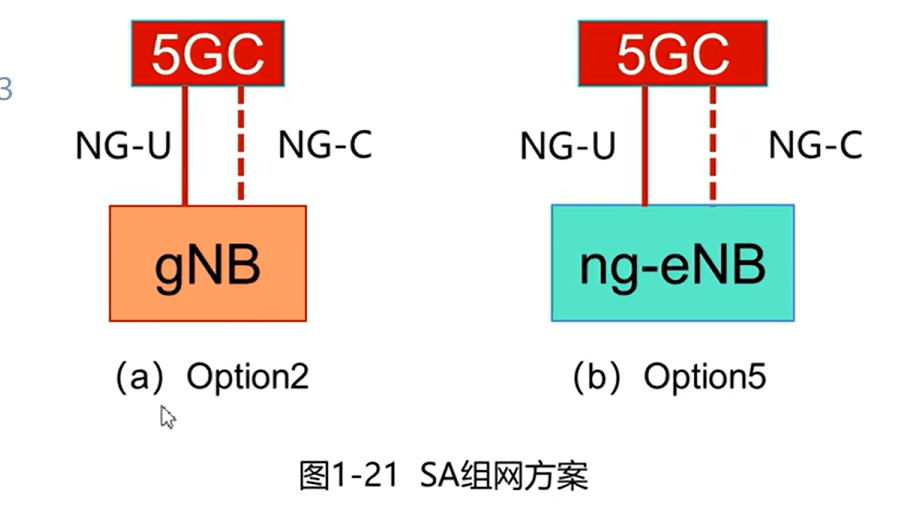 5GC
5GC
3
NG-U
NG-C
NG-U
NG-C
gNB
ng-eNB
（a）Option2
（b）Option5
图1-21 SA组网方案